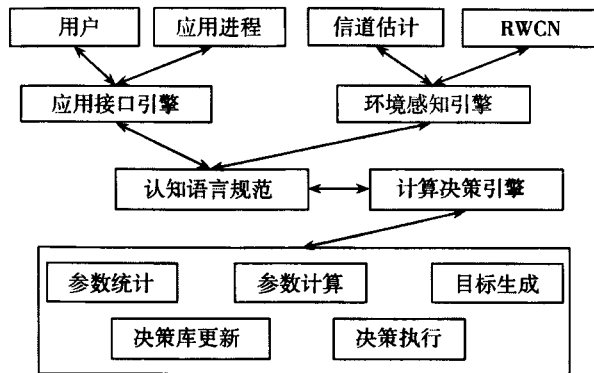 用户
应用进程
信道估计
RWCN
应用接口引擎
环境感知引擎
认知语言规范
计算决策引擎
参数统计
参数计算
目标生成
决策库更新
决策执行